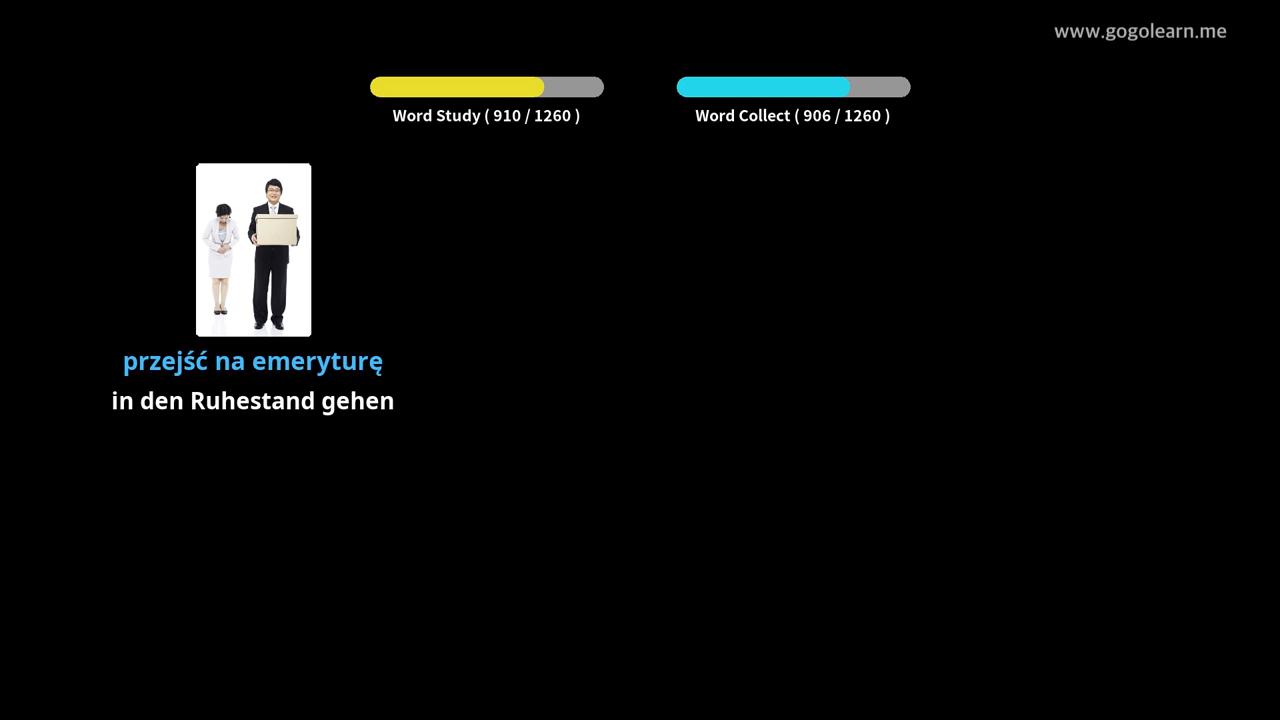 www.gogolearn.me
Word Study ( 910 / 1260 )
Word Collect ( 906 / 1260 )
przejść na emeryturę
in den Ruhestand gehen